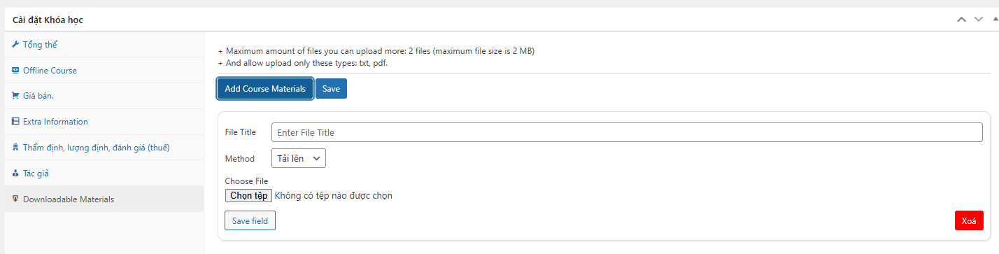 Cài đặt Khóa học
Tổng thể
Offline Course
Giá bán.
Extra Information
Thẩm định, lượng định, đánh giá (thuế)
Tác giả
Downloadable Materials
+ Maximum amount of files you can upload more: 2 files (maximum file size is 2 MB)
+ And allow upload only these types: txt, pdf.
Add Course Materials Save
File Title Enter File Title
Method Tải lên
Choose File
Chọn tệp Không có tệp nào được chọn
Save field Xoá